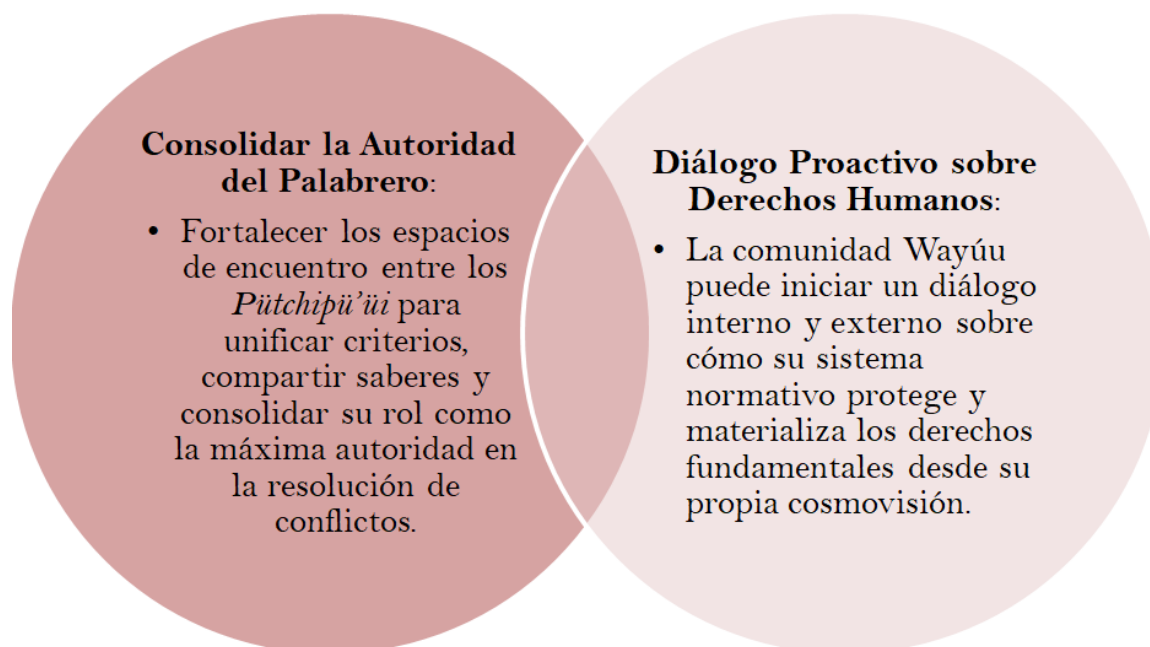 Consolidar la Autoridad
del Palabrero:
• Fortalecer los espacios
de encuentro entre los
Pütchipü’üi para
unificar criterios,
compartir saberes y
consolidar su rol como
la máxima autoridad en
la resolución de
conflictos.
Diálogo Proactivo sobre
Derechos Humanos:
• La comunidad Wayúu
puede iniciar un diálogo
interno y externo sobre
cómo su sistema
normativo protege y
materializa los derechos
fundamentales desde su
propia cosmovisión.